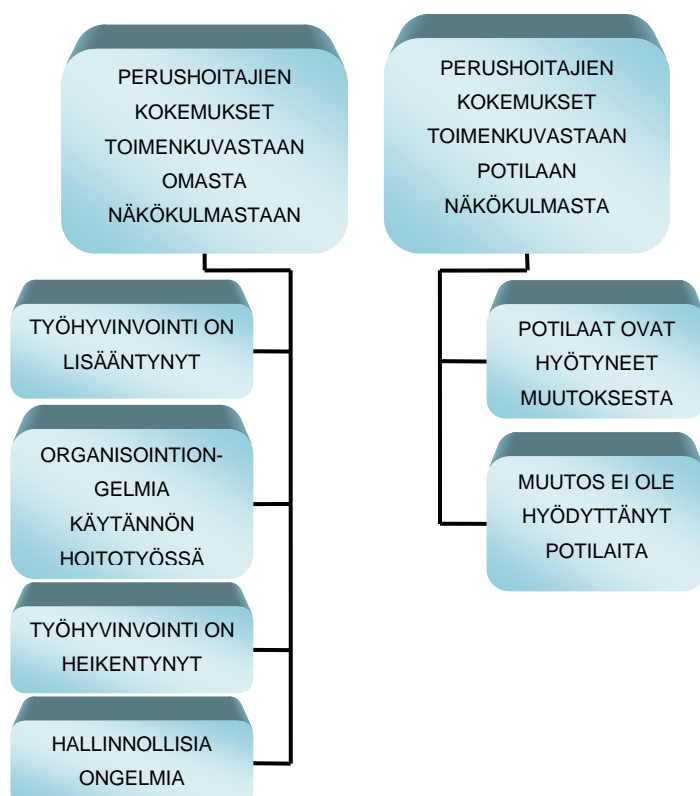 PERUSHOITAJIEN
KOKEMUKSET
TOIMENKUVASTAAN
OMASTA
NÄKÖKULMASTAAN
PERUSHOITAJIEN
KOKEMUKSET
TOIMENKUVASTAAN
POTILAAN
NÄKÖKULMASTA
TYÖHYVINVOINTI ON
LISÄÄNTYNYT
ORGANISOINTION-
GELMIA
KÄYTÄNNÖN
HOITOTYÖSSÄ
TYÖHYVINVOINTI ON
HEIKENTYNYT
HALLINNOLLISIA
ONGELMIA
POTILAAT OVAT
HYÖTYNEET
MUUTOKSESTA
MUUTOS EI OLE
HYÖDYTTÄNYT
POTILAITA